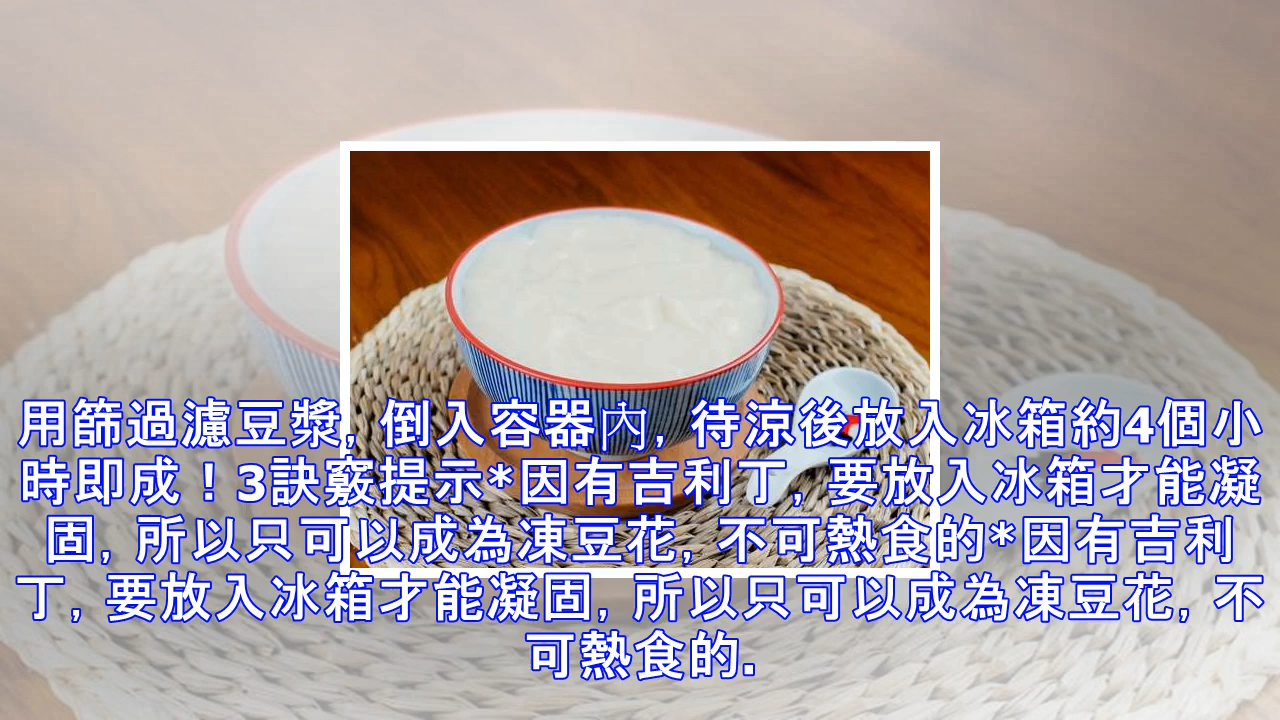 用篩過濾豆漿, 倒入容器內, 待涼後放入冰箱約4個小
時即成！3訣竅提示*因有吉利丁, 要放入冰箱才能凝
固, 所以只可以成為凍豆花, 不可熱食的*因有吉利
丁, 要放入冰箱才能凝固, 所以只可以成為凍豆花, 不
可熱食的.